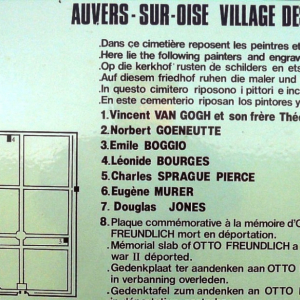 AUVERS-SUR-OISE VILLAGE DES
.Dans ce cimetière reposent les peintres et
.Here lie the following painters and engrav
.Op die kerkhof rusten de schilders en ets
.Auf diesem friedhof ruhen die maler und
.In questo cimitero riposano i pittori e inc
.En este cementerio riposan los pintores y
1.Vincent VAN GOGH et son frère Théo
2.Norbert GOENEUTTE
3.Emile BOGGIO
4.Léonide BOURGES
5.Charles SPRAGUE PIERCE
6.Eugène MURER
7. Douglas JONES
8.Plaque commémorative à la mémoire d'O
FREUNDLICH mort en déportation.
.Mémorial slab of OTTO FREUNDLICH a
war II déported.
.Gedenkplaat ter aandenken aan OTTO
in verbanning overleden.
.Gedenktafel zum andenken an OTTO